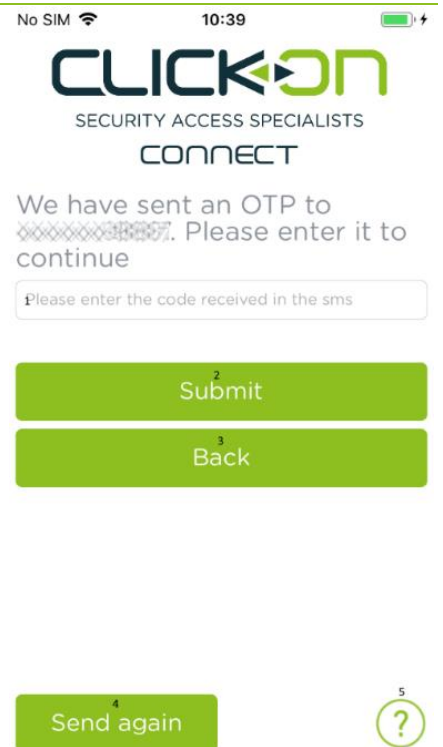 No SIM 10:39
CLICK ON
SECURITY ACCESS SPECIALISTS
CONNECT
We have sent an OTP to
. Please enter it to
continue
1
Please enter the code received in the sms
2
Submit
3
Back
4
Send again
5
?